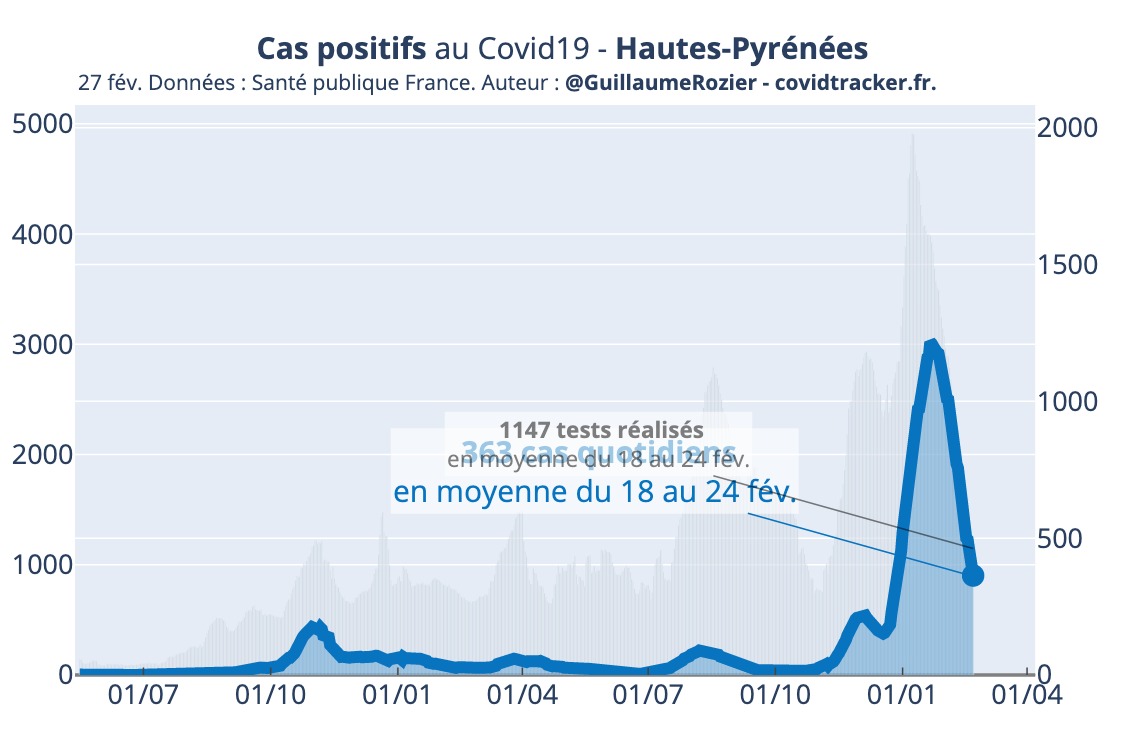 Cas positifs au Covid19 - Hautes-Pyrénées
27 fév. Données : Santé publique France. Auteur : @GuillaumeRozier - covidtracker.fr.
5000
4000
3000
2000
1000
0
2000
1500
1000
500
0
1147 tests réalisés
363 cas quotidiens
en moyenne du 18 au 24 fév.
en moyenne du 18 au 24 fév.
01/07 01/10 01/01 01/04 01/07 01/10 01/01 01/04